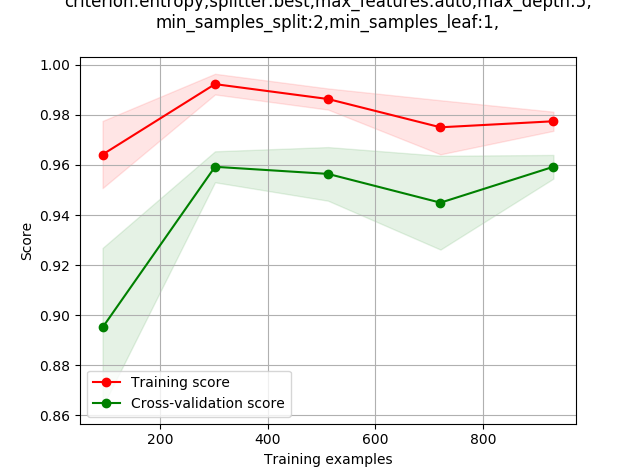 criterion:entropy,splitter:best,max_features:auto,max_depth:5,
min_samples_split:2,min_samples_leaf:1,
1.00
0.98
0.96
0.94
0.92
0.90
0.88
0.86
Score
Training score
Cross-validation score
200
400
600
800
Training examples